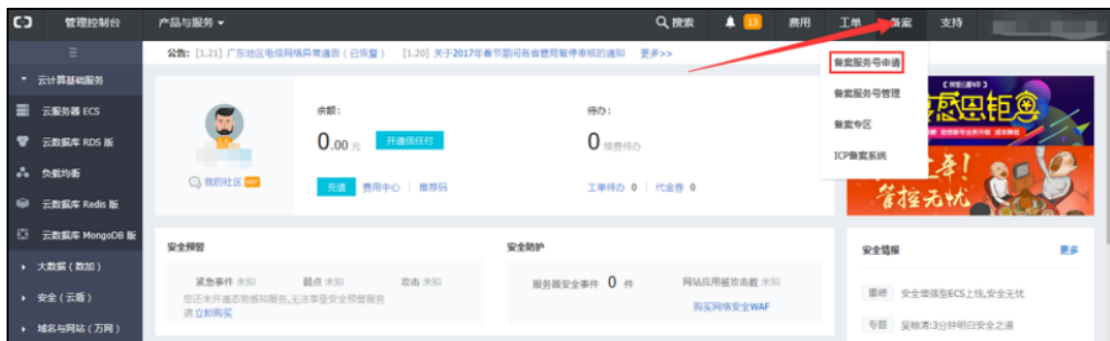 管理控制台 产品与服务 搜索 12 费用 工单 备案 支持
公告: [1.21] 广东地区电信网络异常通告(已恢复) [1.20] 关于2017年春节期间各省管局暂停审核的通知 更多>>
备案服务号申请
备案服务号管理
备案专区
ICP备案系统
云计算基础服务
云服务器 ECS
云数据库 RDS 版
负载均衡
云数据库 Redis 版
云数据库 MongoDB 版
大数据(数加)
安全(云盾)
域名与网站(万网)
我的社区 HOT
余额:
0.00 元 开通信任付
充值 费用中心 | 推荐码
待办:
0 续费待办
工单待办 0 | 代金券 0
感恩钜惠
管控无忧
安全预警
紧急事件 未知 弱点 未知 攻击 未知
您还未开通态势感知服务,无法享受安全预警服务
请 立即购买
安全防护
服务器安全事件 0 件 网站应用被攻击数 未知
购买网络安全WAF
安全情报 更多
重磅 安全增强型ECS上线,安全无忧
专题 吴翰清:3分钟明白安全之道